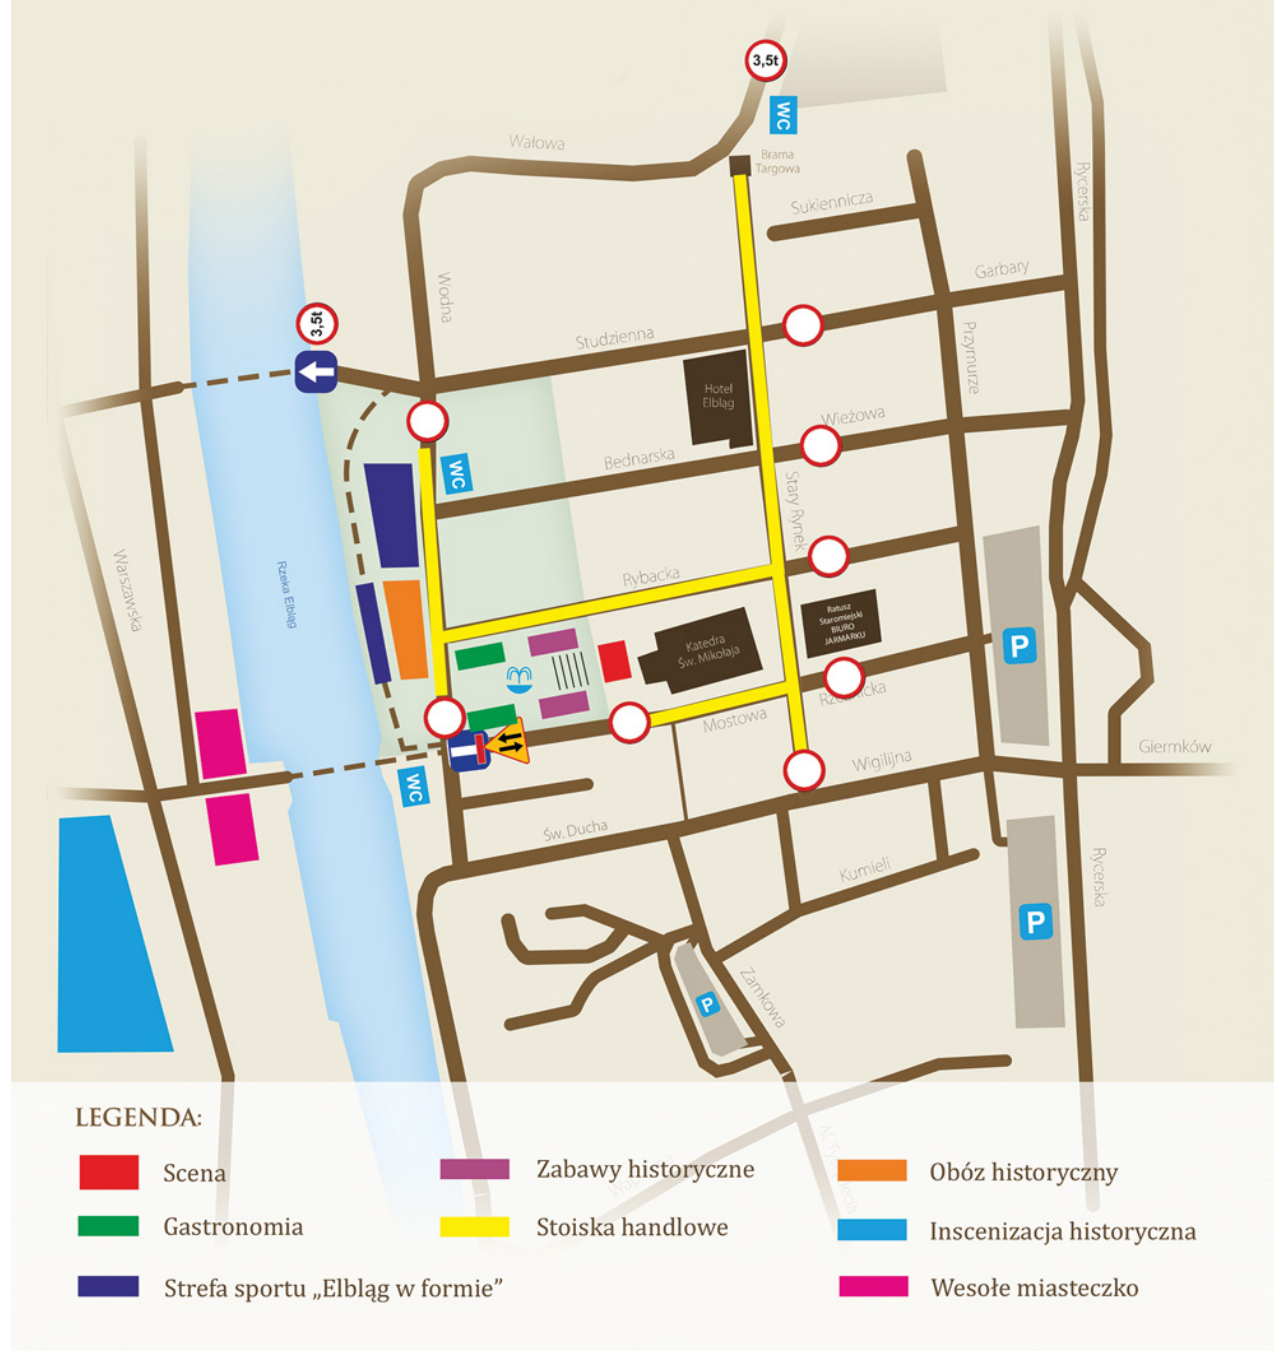 3,5t
WC
Wałowa
Brama
Targowa
Rycerska
Sukiennicza
Garbary
Wodna
3,5t
Studzienna
Przymurze
Hotel
Elbląg
Wieżowa
Bednarska
WC
Stary Rynek
Warszawska
Rzeka Elbląg
Rybacka
Ratusz
Staromiejski
BIURO
JARMARKU
Katedra
Św. Mikołaja
P
Rzeźnicka
Mostowa
Giermków
Wigilijna
WC
Św. Ducha
Kumieli
Rycerska
P
Zamkowa
P
LEGENDA:
Scena
Zabawy historyczne
Obóz historyczny
Gastronomia
Stoiska handlowe
Inscenizacja historyczna
Strefa sportu „Elbląg w formie”
Wesołe miasteczko